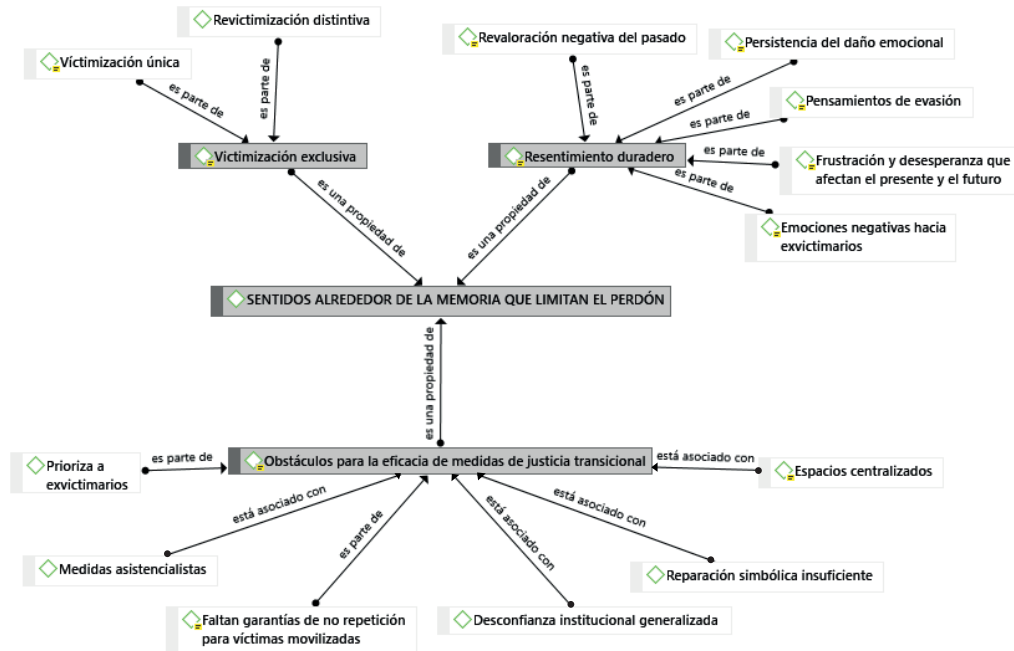 Revictimización distintiva
Víctimización única
es parte de
es parte de
Victimización exclusiva
Revaloración negativa del pasado
Persistencia del daño emocional
Pensamientos de evasión
es parte de
es parte de
es parte de
es parte de
es parte de
Resentimiento duradero
Frustración y desesperanza que
afectan el presente y el futuro
Emociones negativas hacia
exvictimarios
es una propiedad de
es una propiedad de
SENTIDOS ALREDEDOR DE LA MEMORIA QUE LIMITAN EL PERDÓN
es una propiedad de
Prioriza a
exvictimarios
es parte de
Obstáculos para la eficacia de medidas de justicia transicional
está asociado con
Espacios centralizados
está asociado con
es parte de
está asociado con
está asociado con
Medidas asistencialistas
Reparación simbólica insuficiente
Faltan garantías de no repetición
para víctimas movilizadas
Desconfianza institucional generalizada